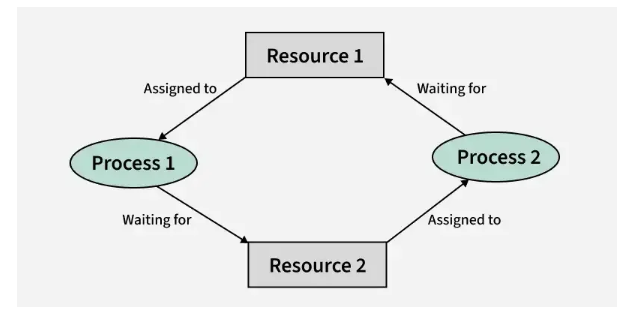 Resource 1
Assigned to
Waiting for
Process 1
Process 2
Waiting for
Assigned to
Resource 2